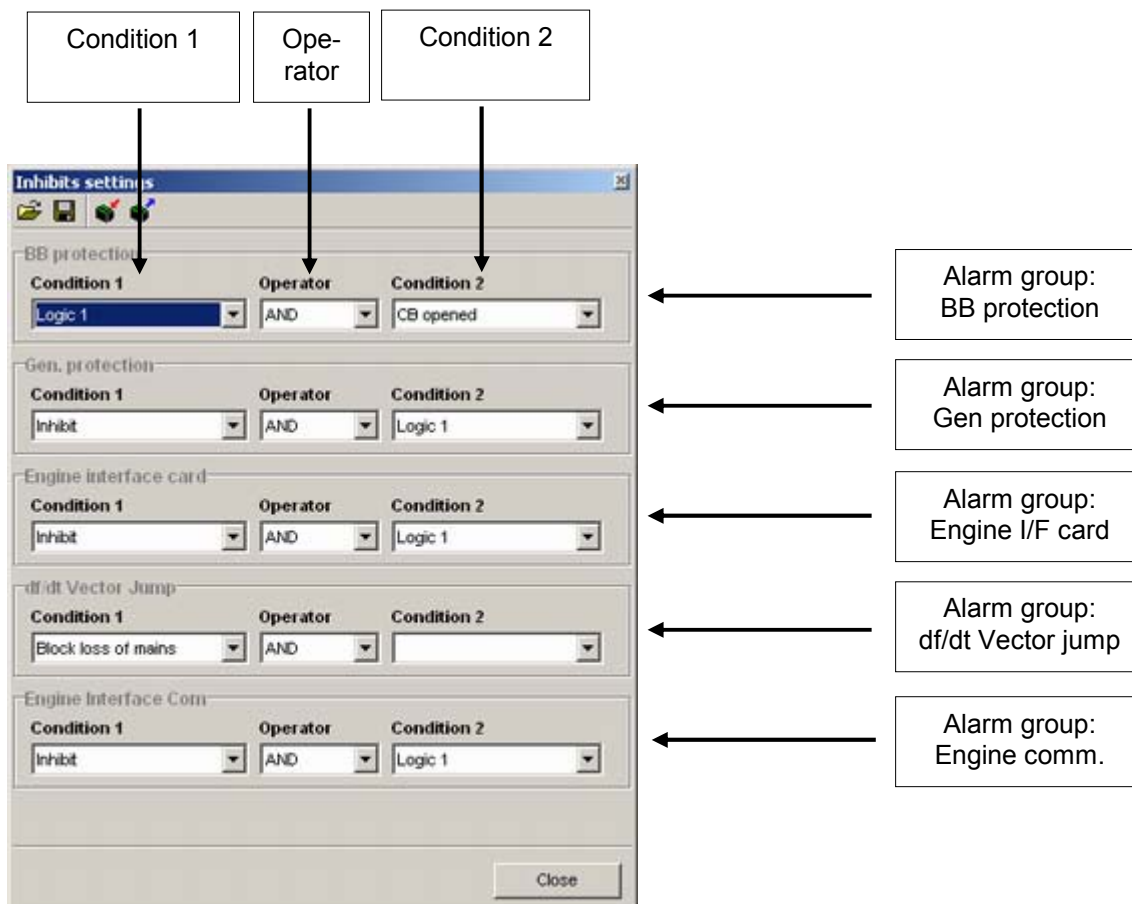 Condition 1
Ope-
rator
Condition 2
Inhibits settings
BB protection
Condition 1 Operator Condition 2
Logic 1 AND CB opened
Alarm group:
BB protection
Gen. protection
Condition 1 Operator Condition 2
Inhibit AND Logic 1
Alarm group:
Gen protection
Engine interface card
Condition 1 Operator Condition 2
Inhibit AND Logic 1
Alarm group:
Engine I/F card
df/dt Vector Jump
Condition 1 Operator Condition 2
Block loss of mains AND
Alarm group:
df/dt Vector jump
Engine Interface Com
Condition 1 Operator Condition 2
Inhibit AND Logic 1
Alarm group:
Engine comm.
Close